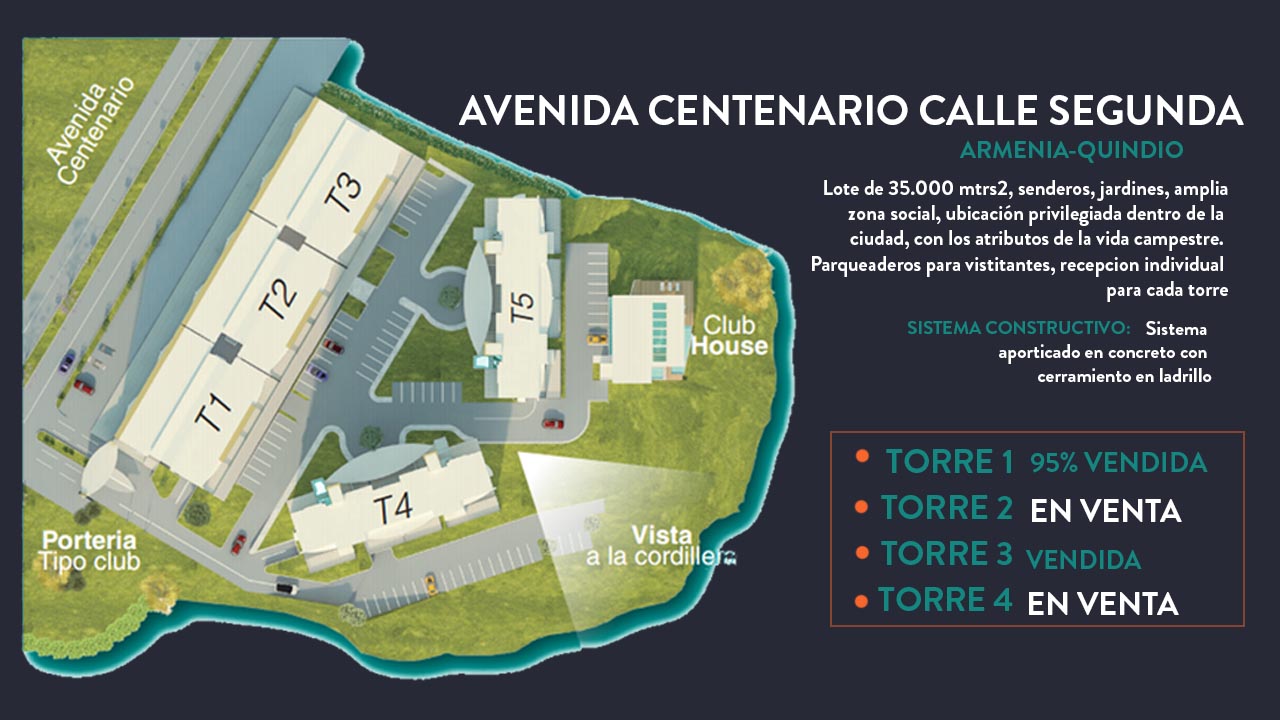 Avenida
Centenario
T3
T2
T1
T5
T4
Club
House
Porteria
Tipo club
Vista
a la cordillera
AVENIDA CENTENARIO CALLE SEGUNDA
ARMENIA-QUINDIO
Lote de 35.000 mtrs2, senderos, jardines, amplia
zona social, ubicación privilegiada dentro de la
ciudad, con los atributos de la vida campestre.
Parqueaderos para vistitantes, recepcion individual
para cada torre
SISTEMA CONSTRUCTIVO: Sistema
aporticado en concreto con
cerramiento en ladrillo
TORRE 1 95% VENDIDA
TORRE 2 EN VENTA
TORRE 3 VENDIDA
TORRE 4 EN VENTA